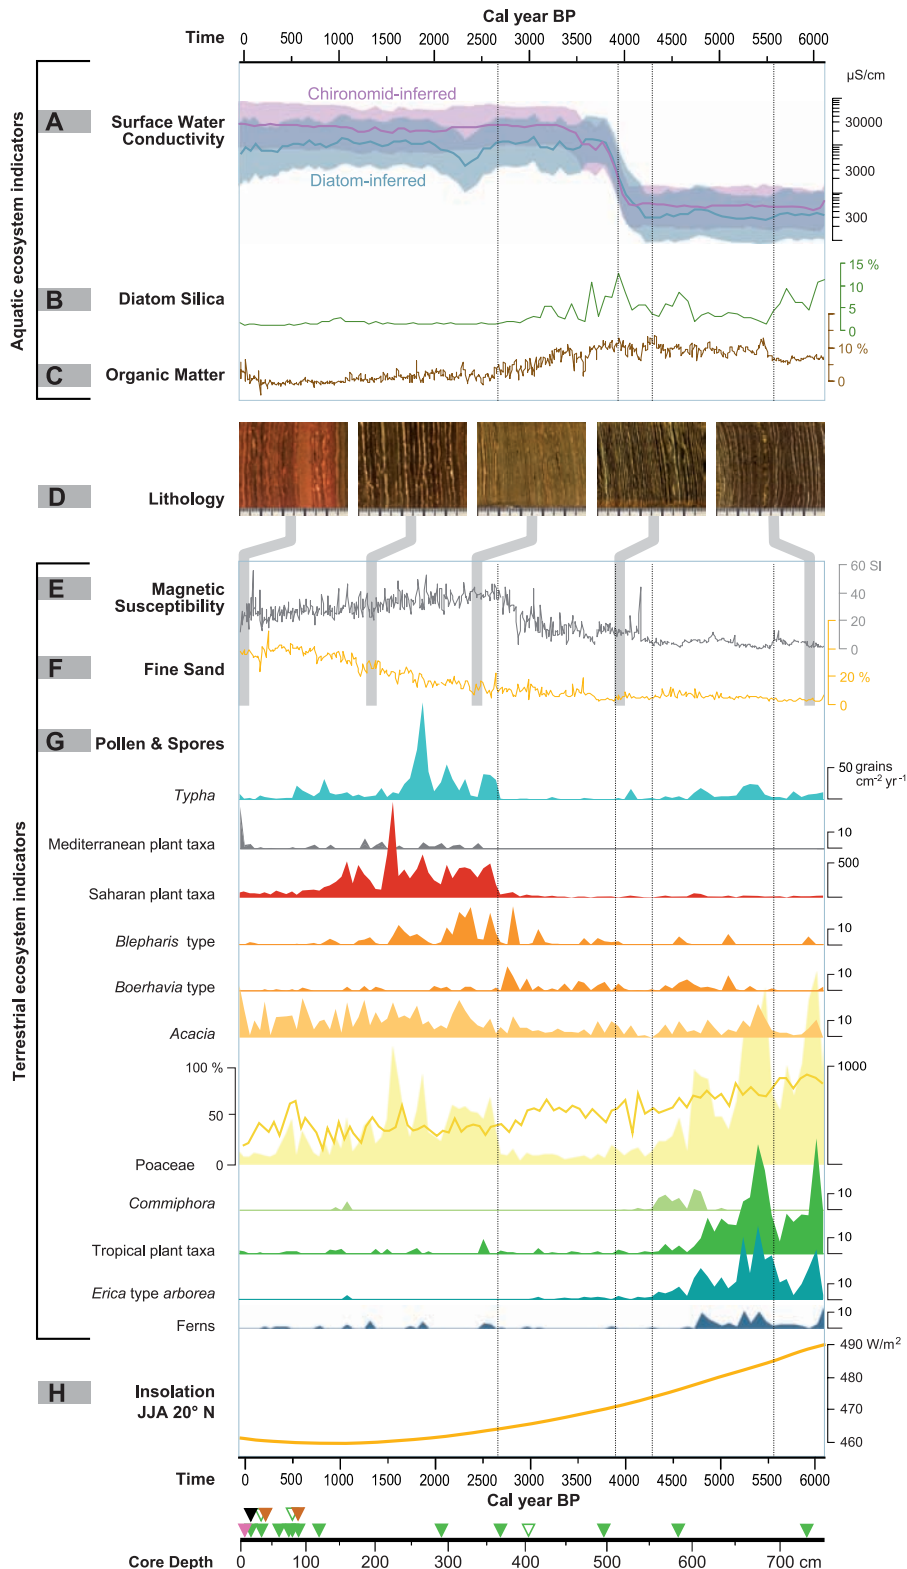 Cal year BP
Time
0 500 1000 1500 2000 2500 3000 3500 4000 4500 5000 5500 6000
µS/cm
Aquatic ecosystem indicators
A
Surface Water
Conductivity
Chironomid-inferred
Diatom-inferred
30000
3000
300
B
Diatom Silica
15 %
10
5
0
C
Organic Matter
10 %
0
D
Lithology
Terrestrial ecosystem indicators
E
Magnetic
Susceptibility
60 SI
40
20
0
F
Fine Sand
20 %
0
G
Pollen & Spores
Typha
50 grains
cm-2 yr-1
Mediterranean plant taxa
10
Saharan plant taxa
500
Blepharis type
10
Boerhavia type
10
Acacia
10
100 %
50
0
Poaceae
1000
Commiphora
10
Tropical plant taxa
10
Erica type arborea
10
Ferns
10
H
Insolation
JJA 20° N
490 W/m2
480
470
460
Time
0 500 1000 1500 2000 2500 3000 3500 4000 4500 5000 5500 6000
Cal year BP
Core Depth
0 100 200 300 400 500 600 700 cm